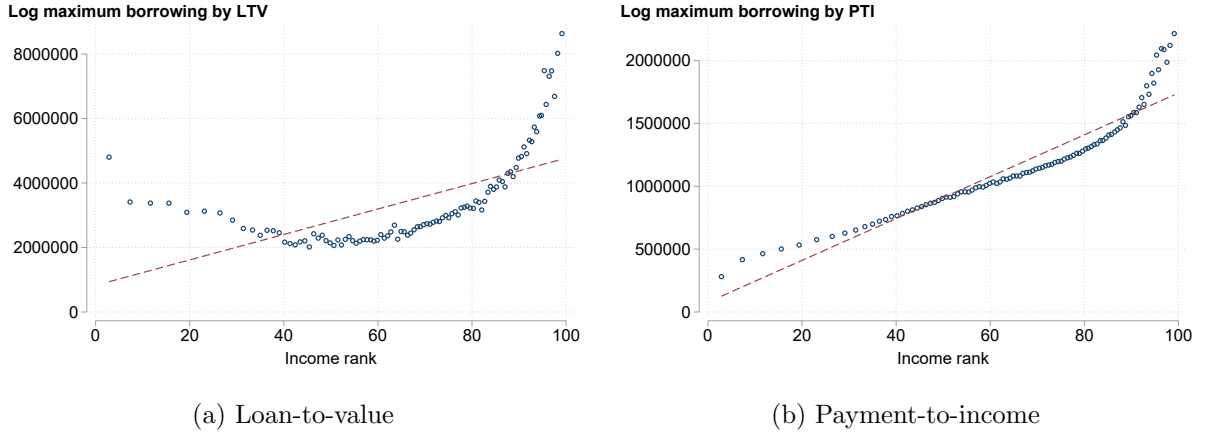 Log maximum borrowing by LTV
8000000
6000000
4000000
2000000
0
0 20 40 60 80 100
Income rank
(a) Loan-to-value
Log maximum borrowing by PTI
2000000
1500000
1000000
500000
0
0 20 40 60 80 100
Income rank
(b) Payment-to-income